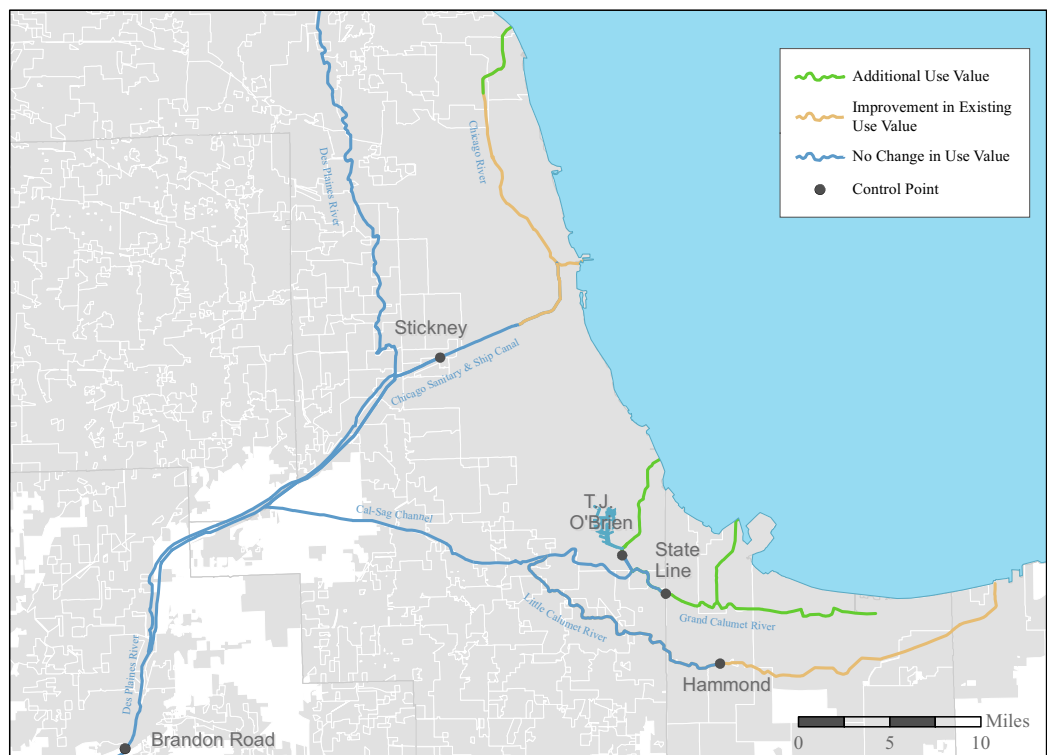 Additional Use Value
Improvement in Existing
Use Value
No Change in Use Value
Control Point
Chicago River
Des Plaines River
Stickney
Chicago Sanitary & Ship Canal
T.J.
O'Brien
Cal-Sag Channel
State
Line
Little Calumet River
Grand Calumet River
Hammond
Des Plaines River
Brandon Road
Miles
0
5
10